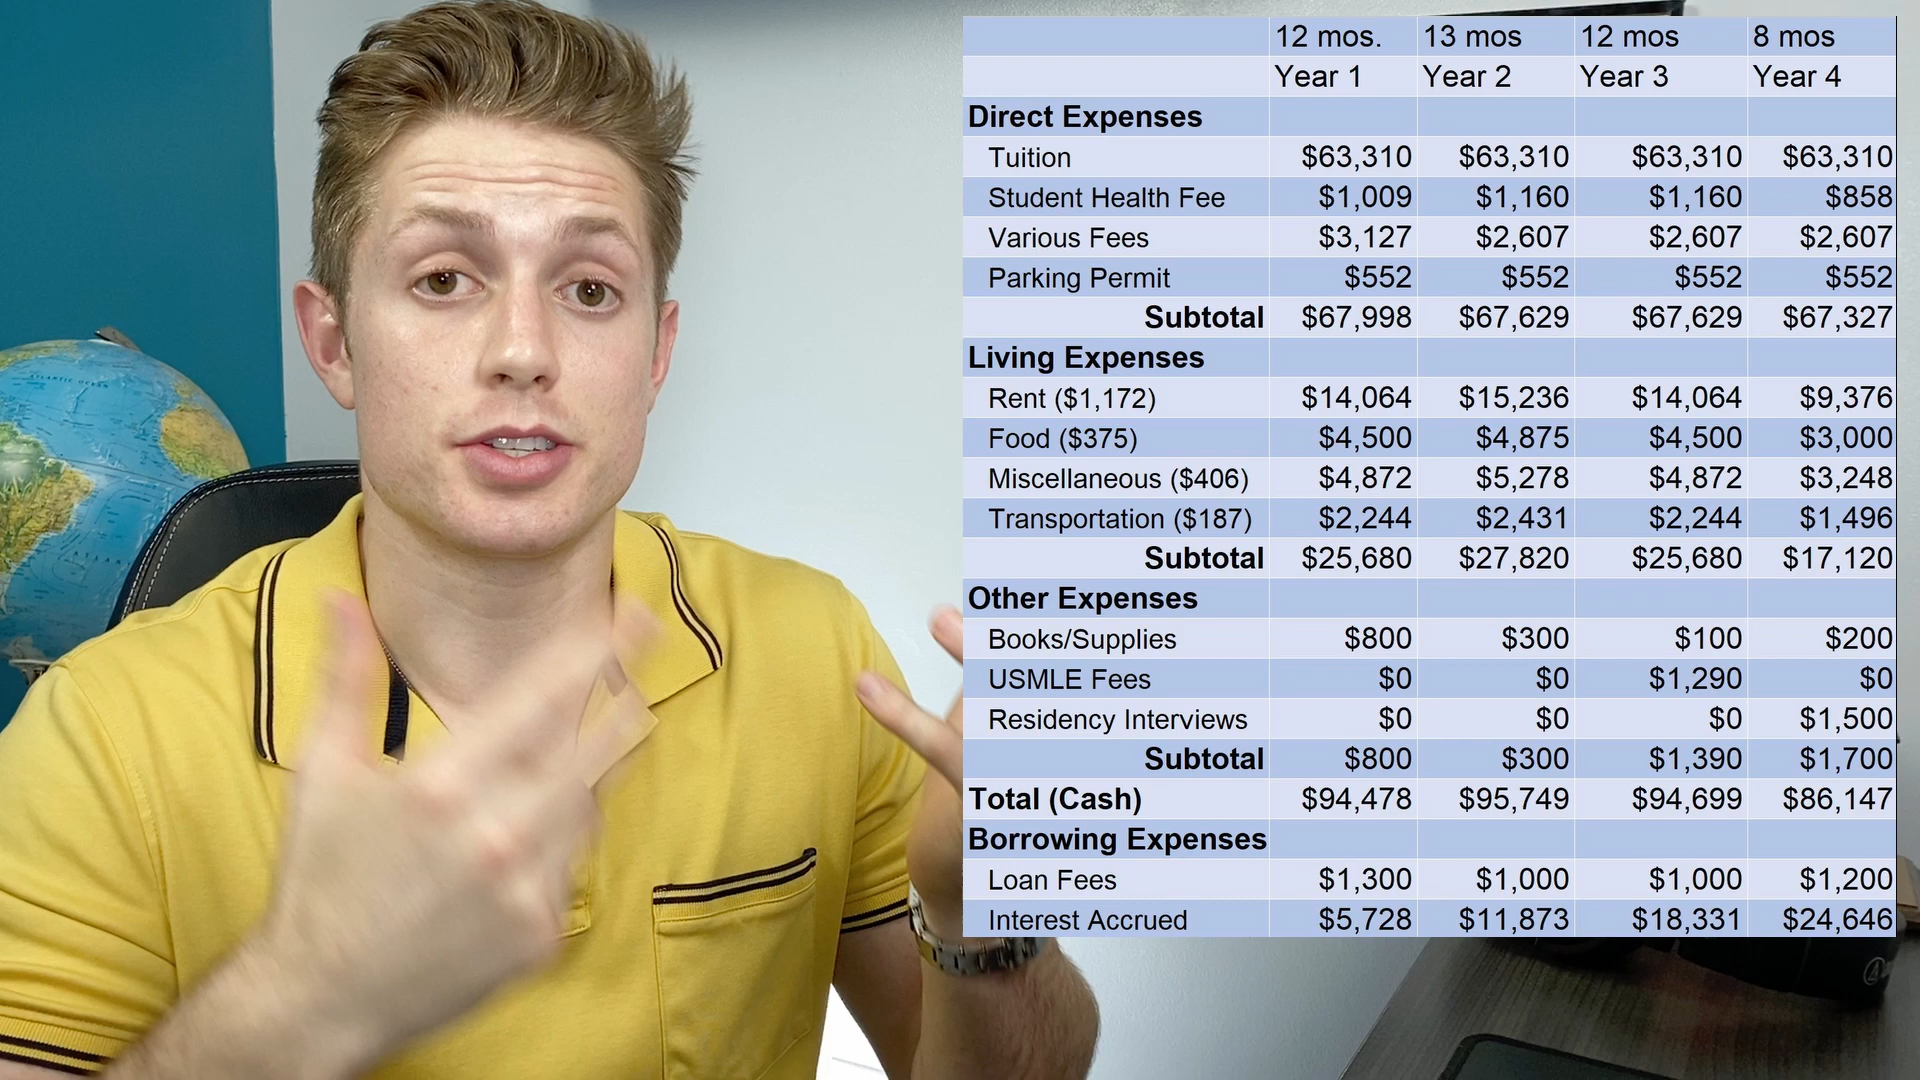 12 mos. 13 mos 12 mos 8 mos
Year 1 Year 2 Year 3 Year 4
Direct Expenses
Tuition $63,310 $63,310 $63,310 $63,310
Student Health Fee $1,009 $1,160 $1,160 $858
Various Fees $3,127 $2,607 $2,607 $2,607
Parking Permit $552 $552 $552 $552
Subtotal $67,998 $67,629 $67,629 $67,327
Living Expenses
Rent ($1,172) $14,064 $15,236 $14,064 $9,376
Food ($375) $4,500 $4,875 $4,500 $3,000
Miscellaneous ($406) $4,872 $5,278 $4,872 $3,248
Transportation ($187) $2,244 $2,431 $2,244 $1,496
Subtotal $25,680 $27,820 $25,680 $17,120
Other Expenses
Books/Supplies $800 $300 $100 $200
USMLE Fees $0 $0 $1,290 $0
Residency Interviews $0 $0 $0 $1,500
Subtotal $800 $300 $1,390 $1,700
Total (Cash) $94,478 $95,749 $94,699 $86,147
Borrowing Expenses
Loan Fees $1,300 $1,000 $1,000 $1,200
Interest Accrued $5,728 $11,873 $18,331 $24,646
ATLANTIC OCEAN